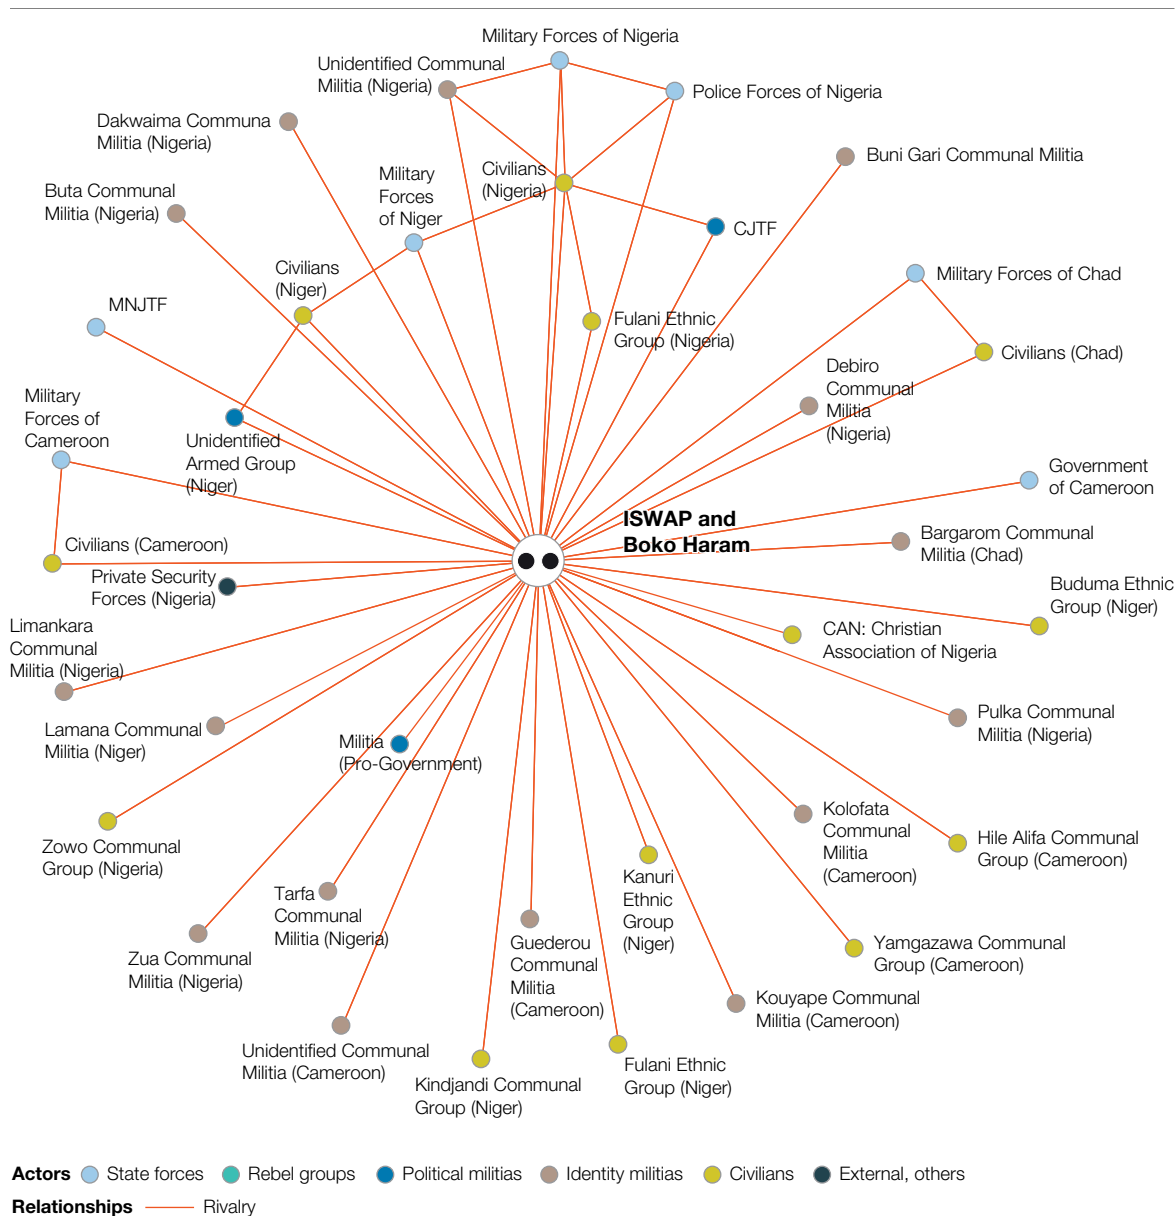 Military Forces of Nigeria
Unidentified Communal
Militia (Nigeria)
Police Forces of Nigeria
Dakwaima Communa
Militia (Nigeria)
Buni Gari Communal Militia
Civilians
(Nigeria)
Military
Forces
of Niger
Buta Communal
Militia (Nigeria)
CJTF
Civilians
(Niger)
Military Forces of Chad
MNJTF
Fulani Ethnic
Group (Nigeria)
Civilians (Chad)
Debiro
Communal
Militia
(Nigeria)
Military
Forces of
Cameroon
Unidentified
Armed Group
(Niger)
Government
of Cameroon
ISWAP and
Boko Haram
Bargarom Communal
Militia (Chad)
Civilians (Cameroon)
Private Security
Forces (Nigeria)
Buduma Ethnic
Group (Niger)
Limankara
Communal
Militia (Nigeria)
CAN: Christian
Association of Nigeria
Lamana Communal
Militia (Niger)
Militia
(Pro-Government)
Pulka Communal
Militia (Nigeria)
Kolofata
Communal
Militia
(Cameroon)
Hile Alifa Communal
Group (Cameroon)
Zowo Communal
Group (Nigeria)
Kanuri
Ethnic
Group
(Niger)
Tarfa
Communal
Militia (Nigeria)
Guederou
Communal
Militia
(Cameroon)
Yamgazawa Communal
Group (Cameroon)
Zua Communal
Militia (Nigeria)
Kouyape Communal
Militia (Cameroon)
Unidentified Communal
Militia (Cameroon)
Kindjandi Communal
Group (Niger)
Fulani Ethnic
Group (Niger)
Actors State forces Rebel groups Political militias Identity militias Civilians External, others
Relationships Rivalry